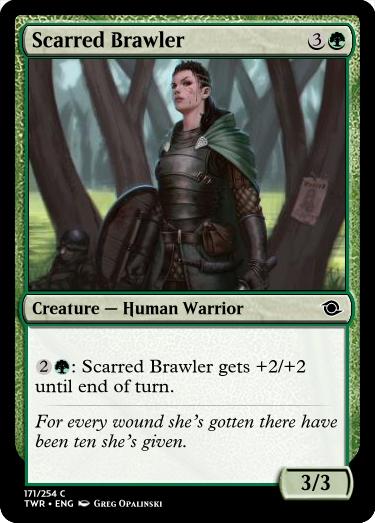 Scarred Brawler 3
Creature — Human Warrior
2 : Scarred Brawler gets +2/+2
until end of turn.
For every wound she's gotten there have
been ten she's given.
3/3
171/254 C
TWR • ENG Greg Opalinski